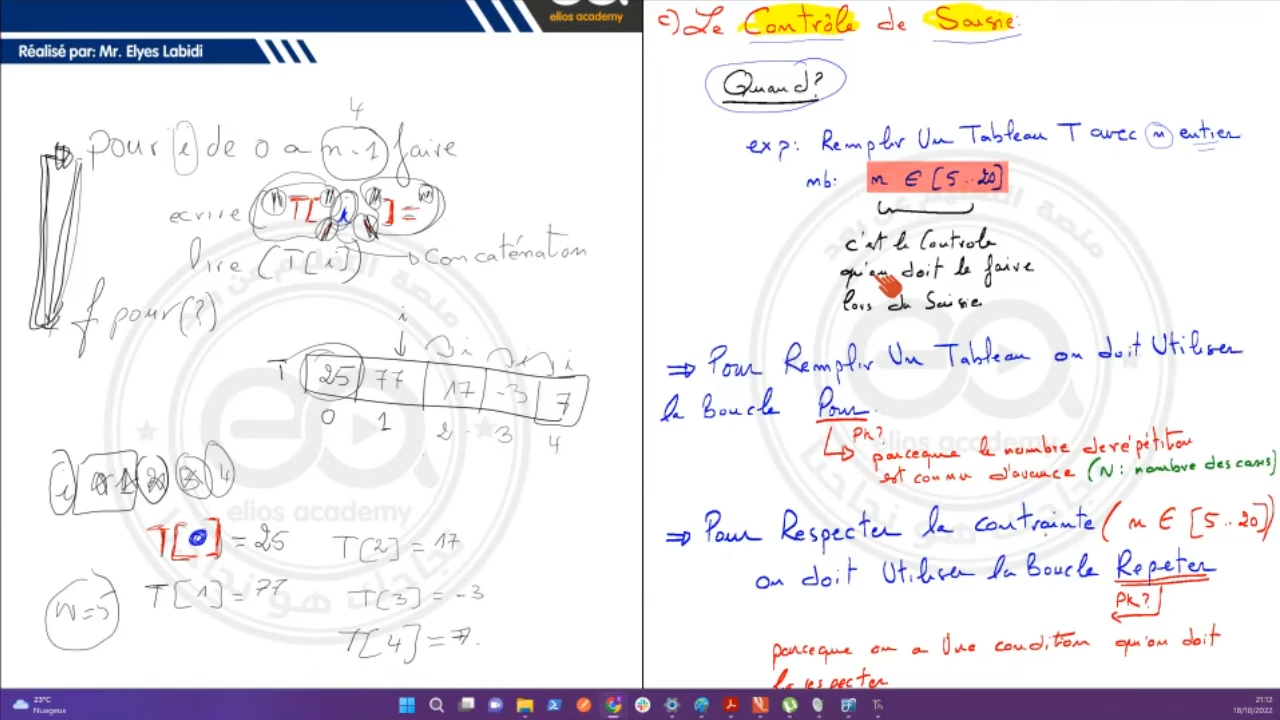 elios academy
Réalisé par: Mr. Elyes Labidi
4
Pour i de 0 a n-1 faire
ecrire "T[", i, "] = "
lire (T[i]) → Concaténation
f pour(?)
i
T 25 77 17 -3 7
0 1 2 3 4
T[0] = 25
T[2] = 17
T[1] = 77
T[3] = -3
n=5
T[4] = 7
elios academy
c) Le Contrôle de Saisie:
Quand?
exp: Remplir Un Tableau T avec n entier
nb: n ∈ [5..20]
c'est le Controle
qu'on doit le faire
lors du Saisie
⇒ Pour Remplir Un Tableau on doit Utiliser
la Boucle Pour.
PK?
parceque le nombre de répétition
est connu d'avance (N: nombre des cases)
⇒ Pour Respecter la contrainte (n ∈ [5..20])
on doit Utiliser la Boucle Repeter
PK?
parceque on a Une condition qu'on doit
la respecter
23°C
Nuageux
21:12
18/10/2022